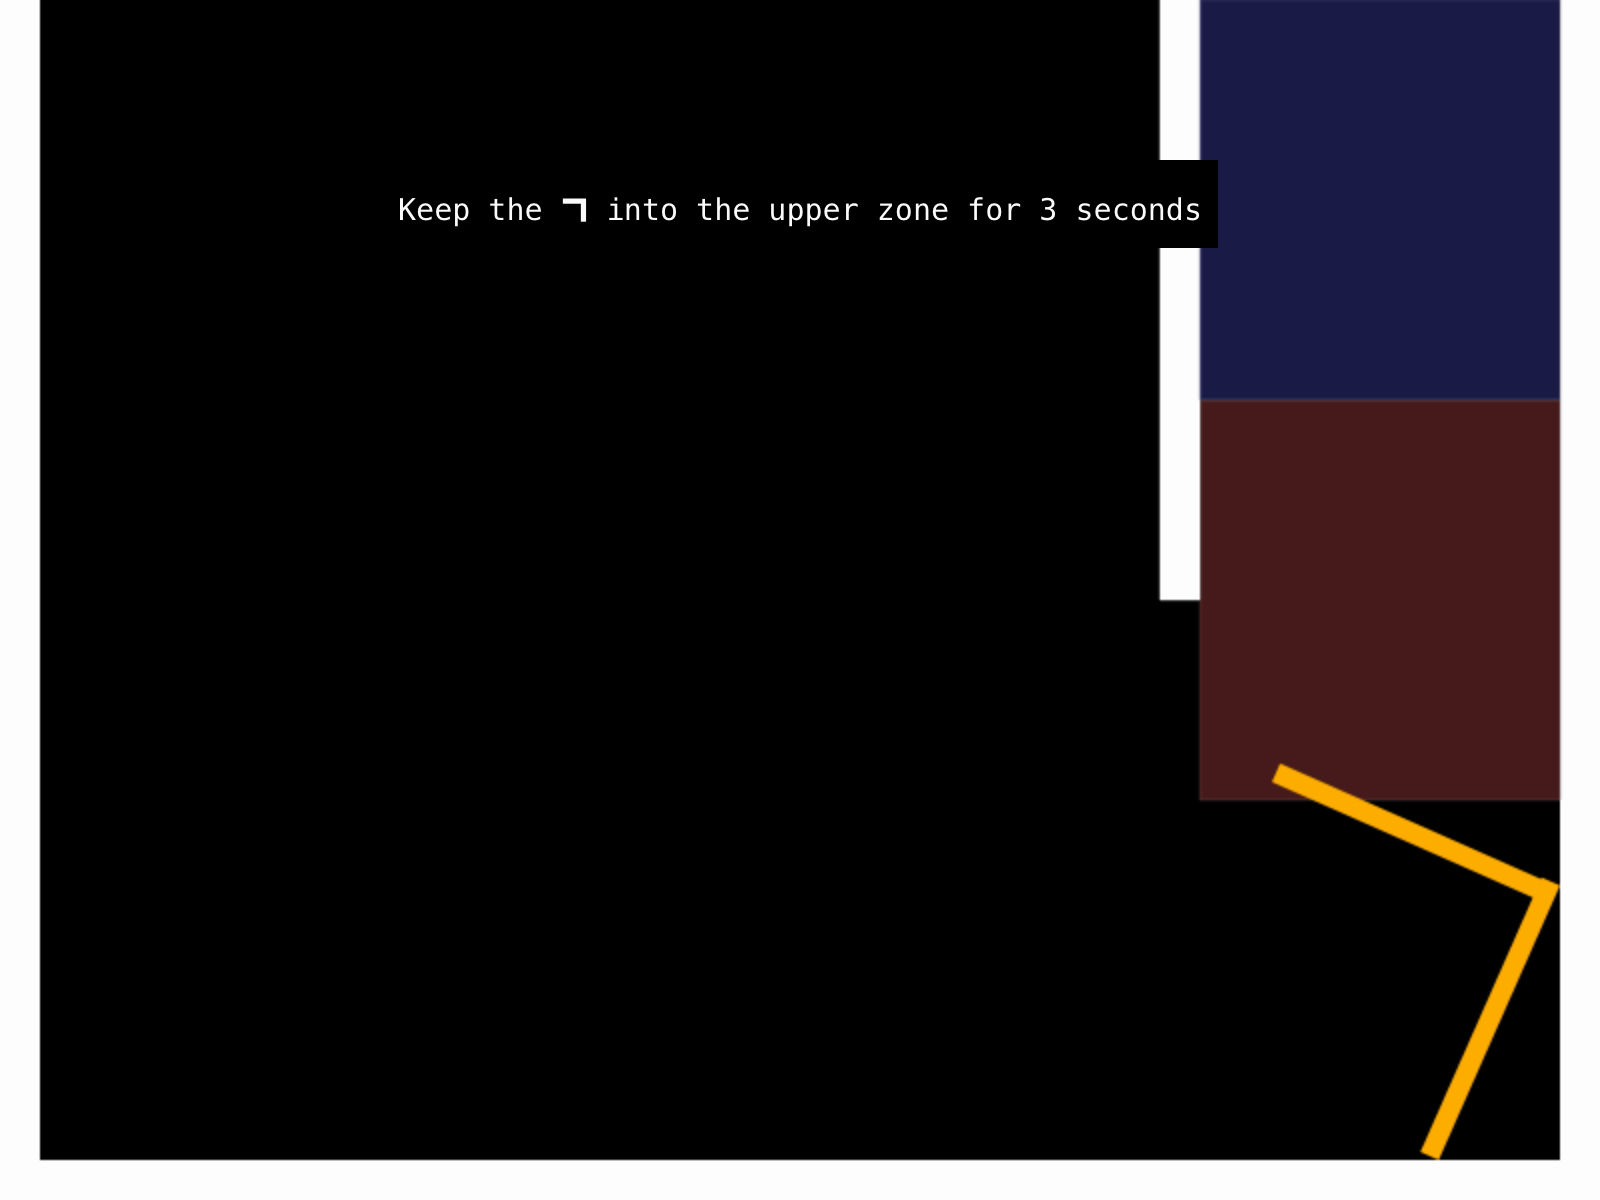 Keep the ㄱ into the upper zone for 3 seconds